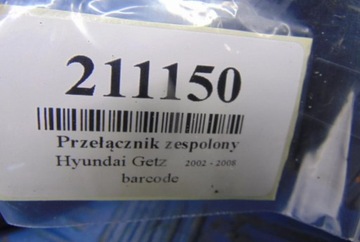 211150
Przełącznik zespolony
Hyundai Getz 2002 - 2008
barcode